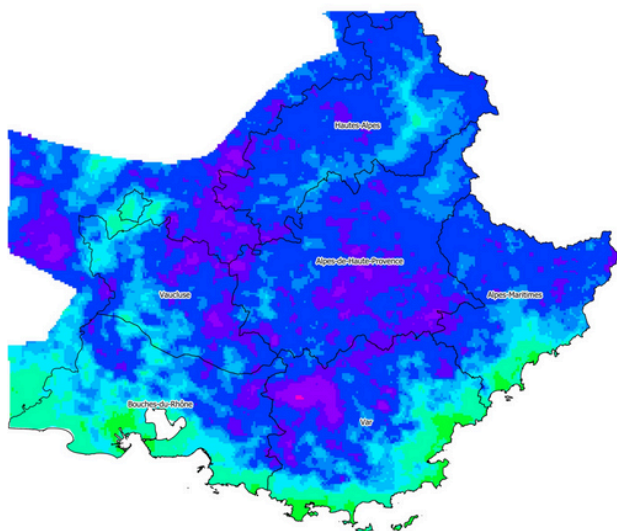 Hautes-Alpes
Alpes-de-Haute-Provence
Vaucluse
Alpes-Maritimes
Bouches-du-Rhône
Var